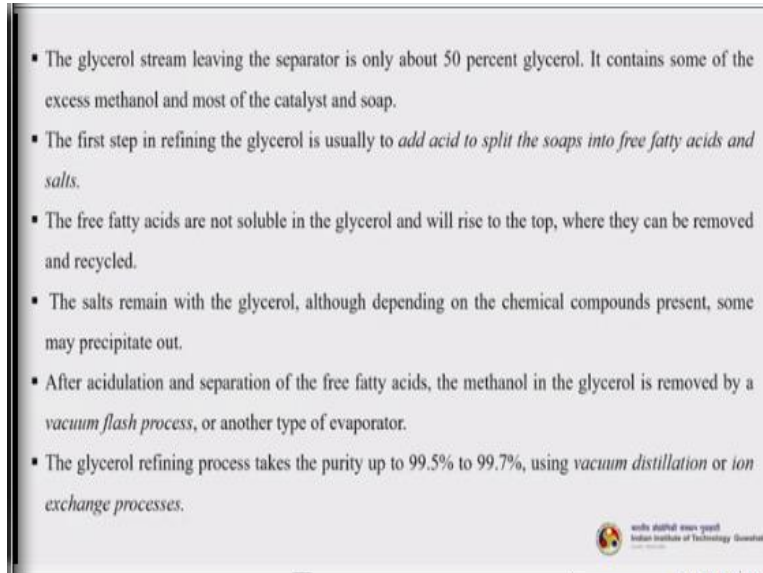 ▪ The glycerol stream leaving the separator is only about 50 percent glycerol. It contains some of the
excess methanol and most of the catalyst and soap.
▪ The first step in refining the glycerol is usually to add acid to split the soaps into free fatty acids and
salts.
▪ The free fatty acids are not soluble in the glycerol and will rise to the top, where they can be removed
and recycled.
▪ The salts remain with the glycerol, although depending on the chemical compounds present, some
may precipitate out.
▪ After acidulation and separation of the free fatty acids, the methanol in the glycerol is removed by a
vacuum flash process, or another type of evaporator.
▪ The glycerol refining process takes the purity up to 99.5% to 99.7%, using vacuum distillation or ion
exchange processes.
Indian Institute of Technology